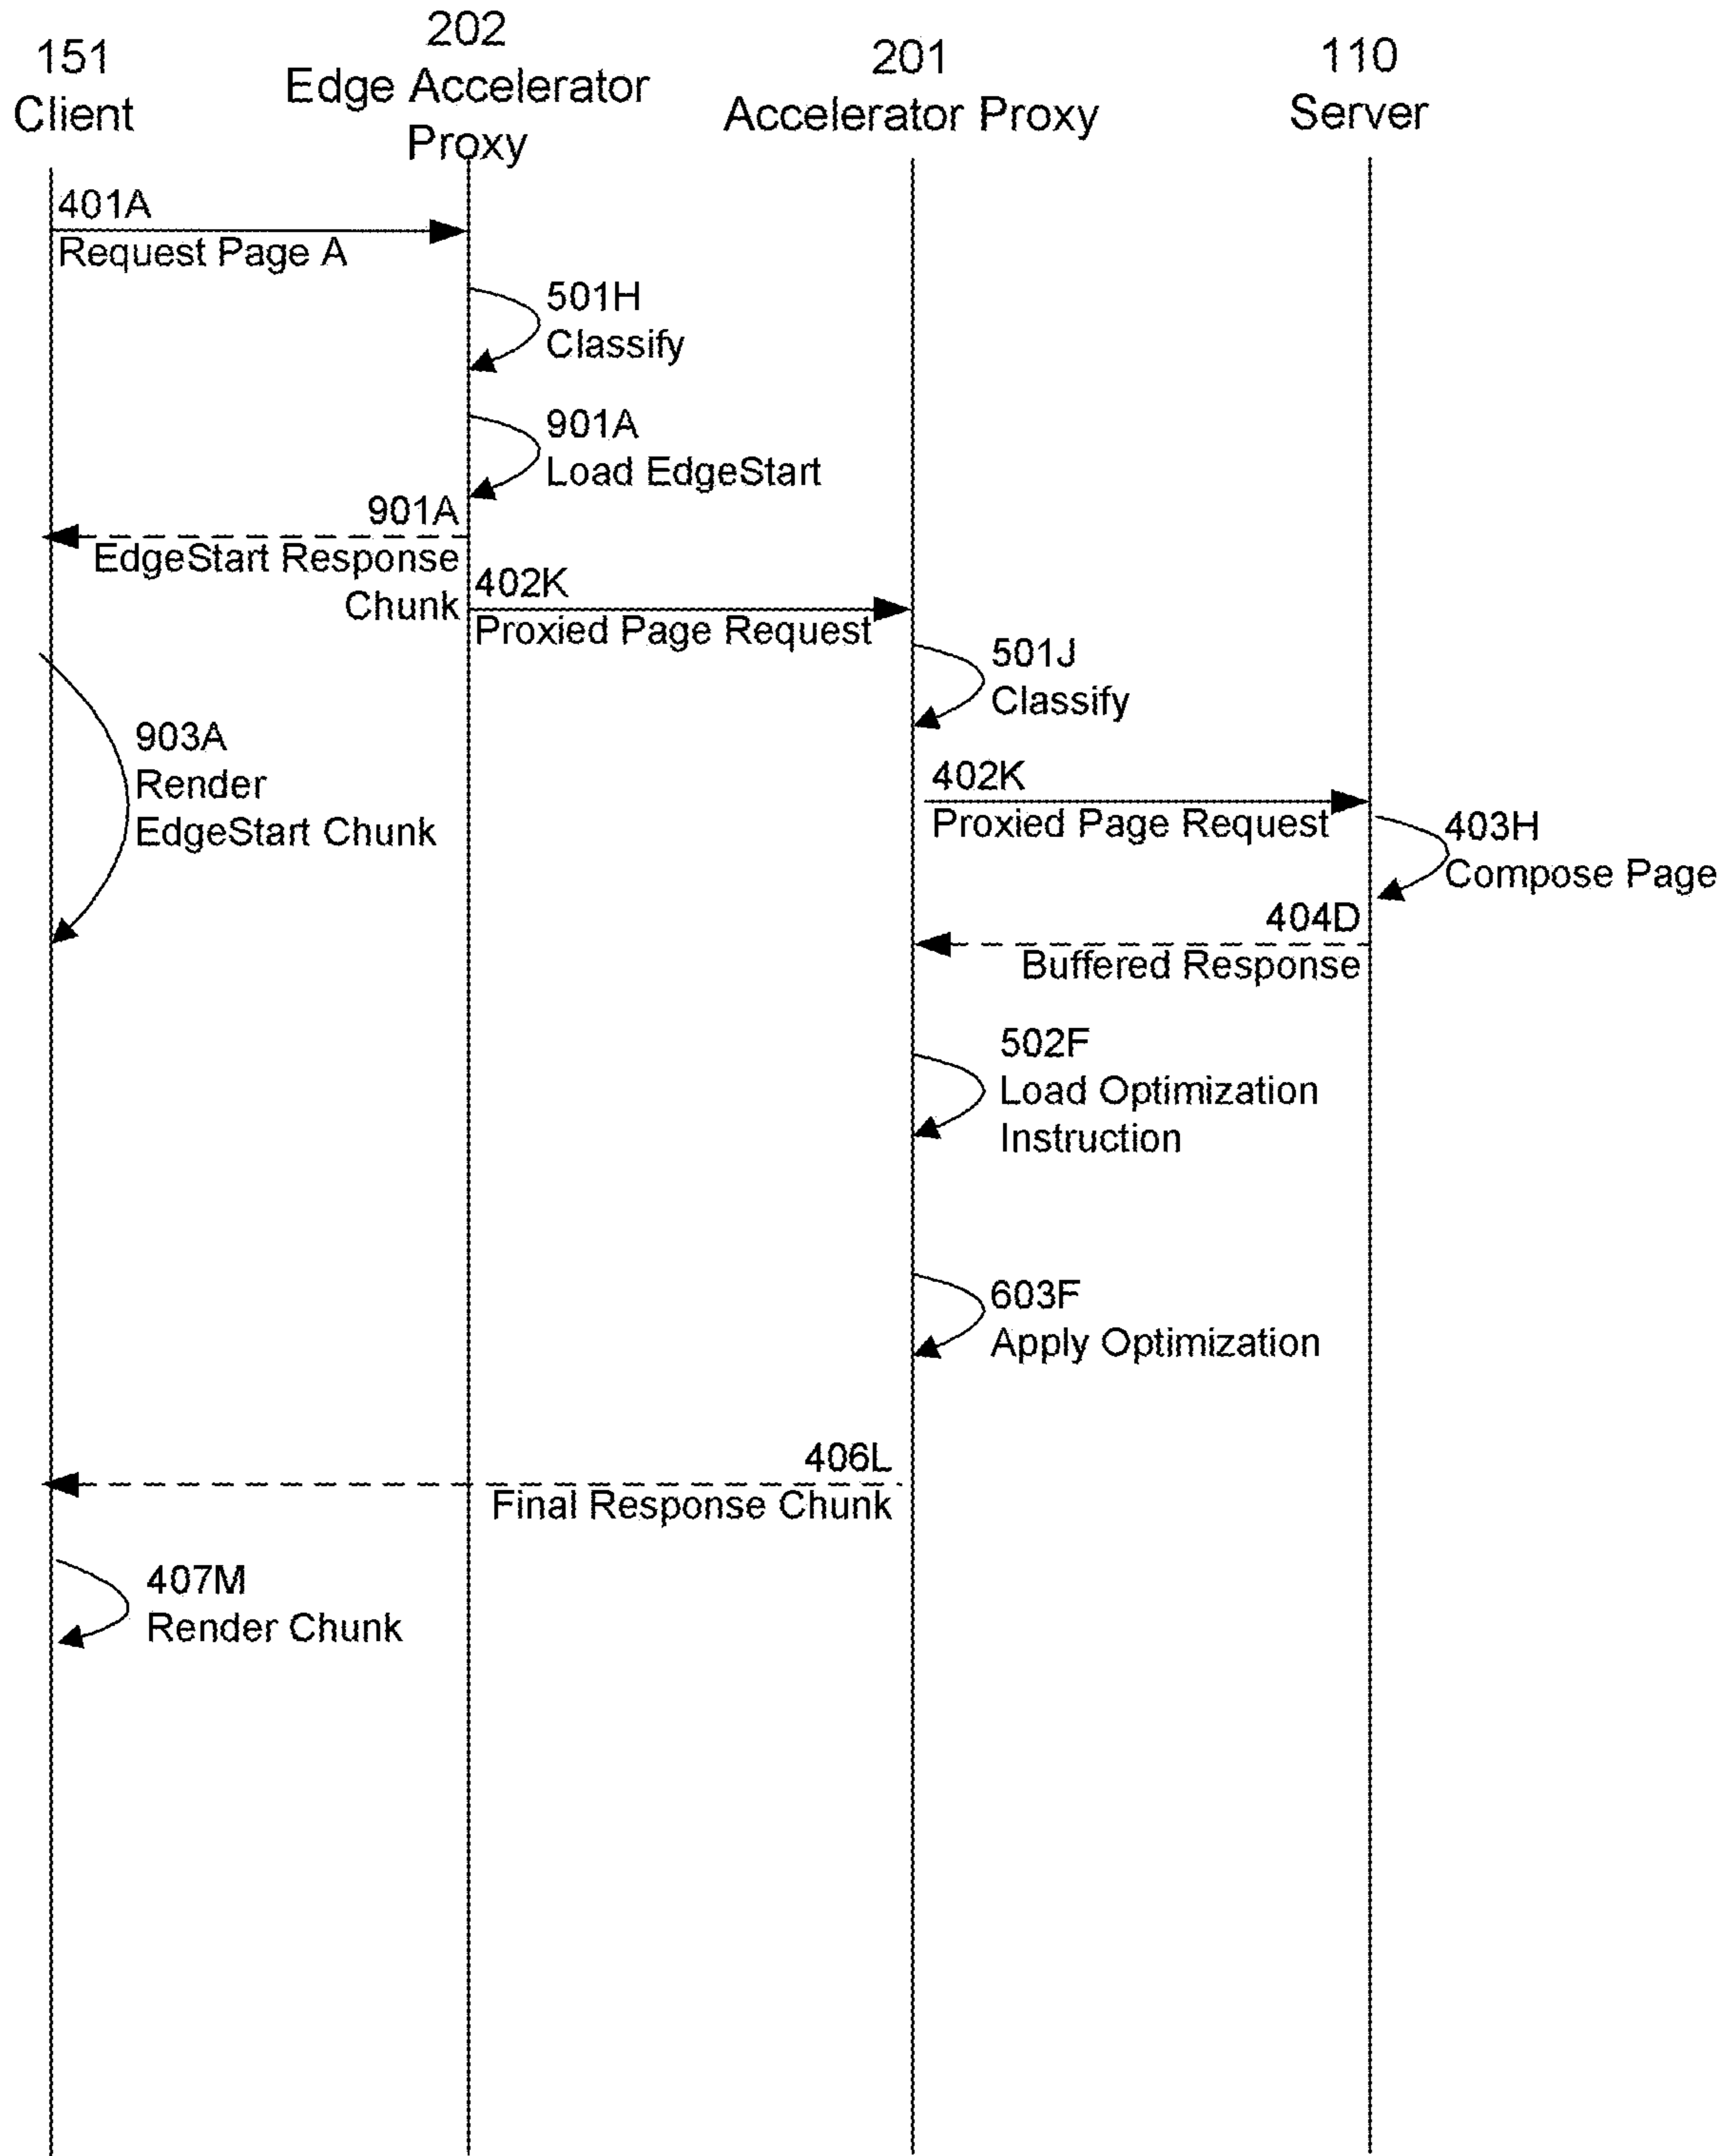 151
Client
202
Edge Accelerator
Proxy
201
Accelerator Proxy
110
Server
401A
Request Page A
501H
Classify
901A
Load EdgeStart
901A
EdgeStart Response
Chunk
402K
Proxied Page Request
501J
Classify
903A
Render
EdgeStart Chunk
402K
Proxied Page Request
403H
Compose Page
404D
Buffered Response
502F
Load Optimization
Instruction
603F
Apply Optimization
406L
Final Response Chunk
407M
Render Chunk